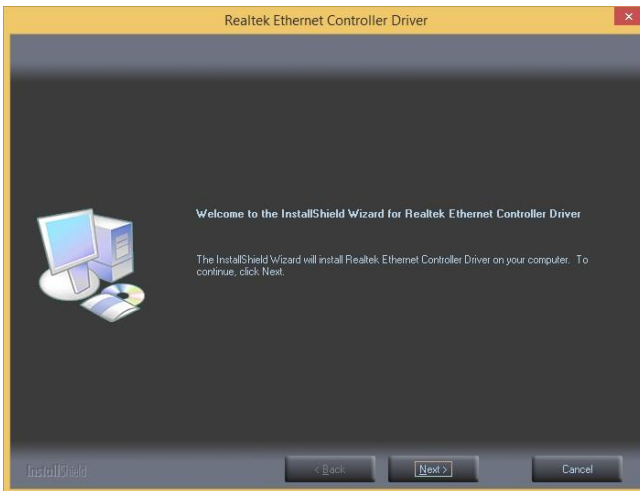 Realtek Ethernet Controller Driver
Welcome to the InstallShield Wizard for Realtek Ethernet Controller Driver
The InstallShield Wizard will install Realtek Ethernet Controller Driver on your computer. To
continue, click Next.
InstallShield
< Back
Next >
Cancel